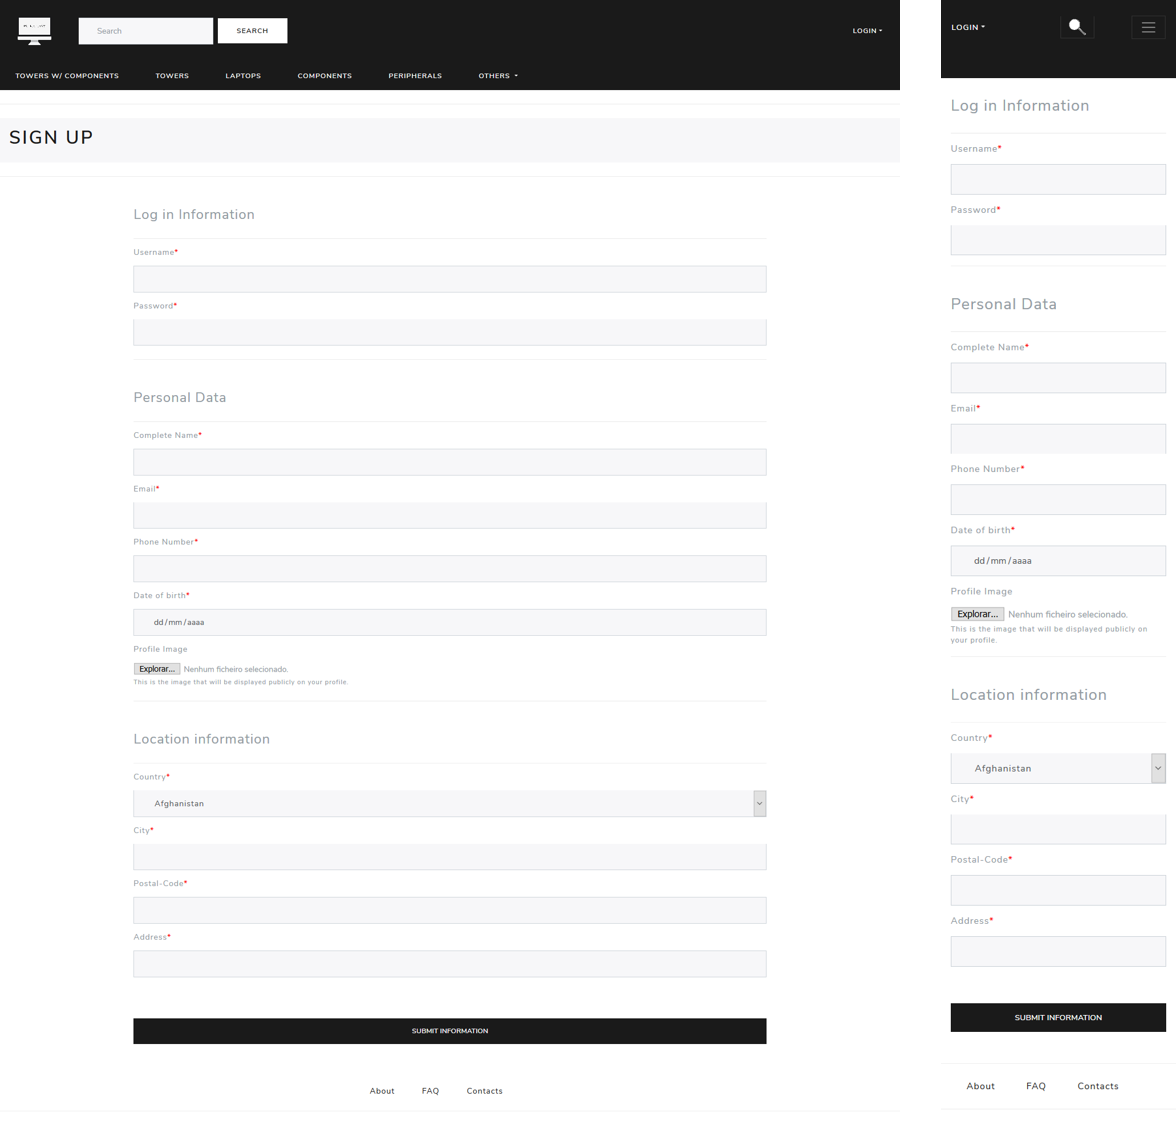 Search
SEARCH
LOGIN
TOWERS W/ COMPONENTS
TOWERS
LAPTOPS
COMPONENTS
PERIPHERALS
OTHERS
SIGN UP
Log in Information
Username*
Password*
Personal Data
Complete Name*
Email*
Phone Number*
Date of birth*
dd/mm/aaaa
Profile Image
Explorar... Nenhum ficheiro selecionado.
This is the image that will be displayed publicly on your profile.
Location information
Country*
Afghanistan
City*
Postal-Code*
Address*
SUBMIT INFORMATION
About
FAQ
Contacts
LOGIN
Log in Information
Username*
Password*
Personal Data
Complete Name*
Email*
Phone Number*
Date of birth*
dd/mm/aaaa
Profile Image
Explorar... Nenhum ficheiro selecionado.
This is the image that will be displayed publicly on
your profile.
Location information
Country*
Afghanistan
City*
Postal-Code*
Address*
SUBMIT INFORMATION
About
FAQ
Contacts